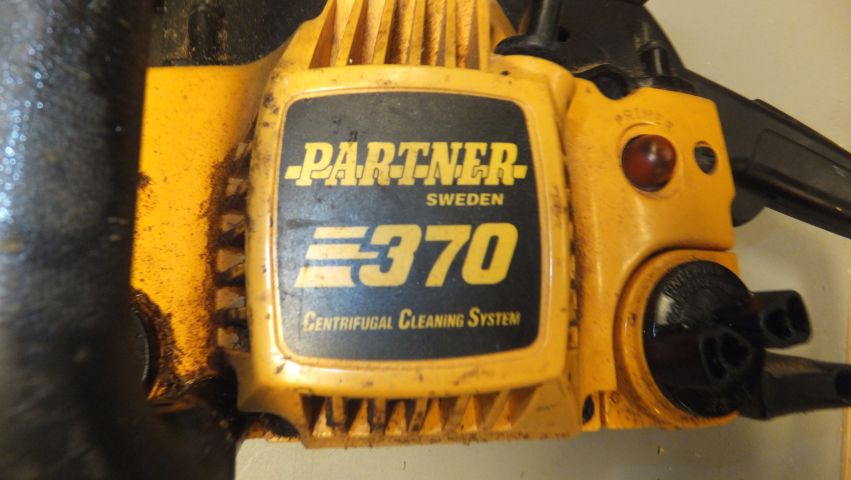 PARTNER
SWEDEN
370
CENTRIFUGAL CLEANING SYSTEM
PRIMER